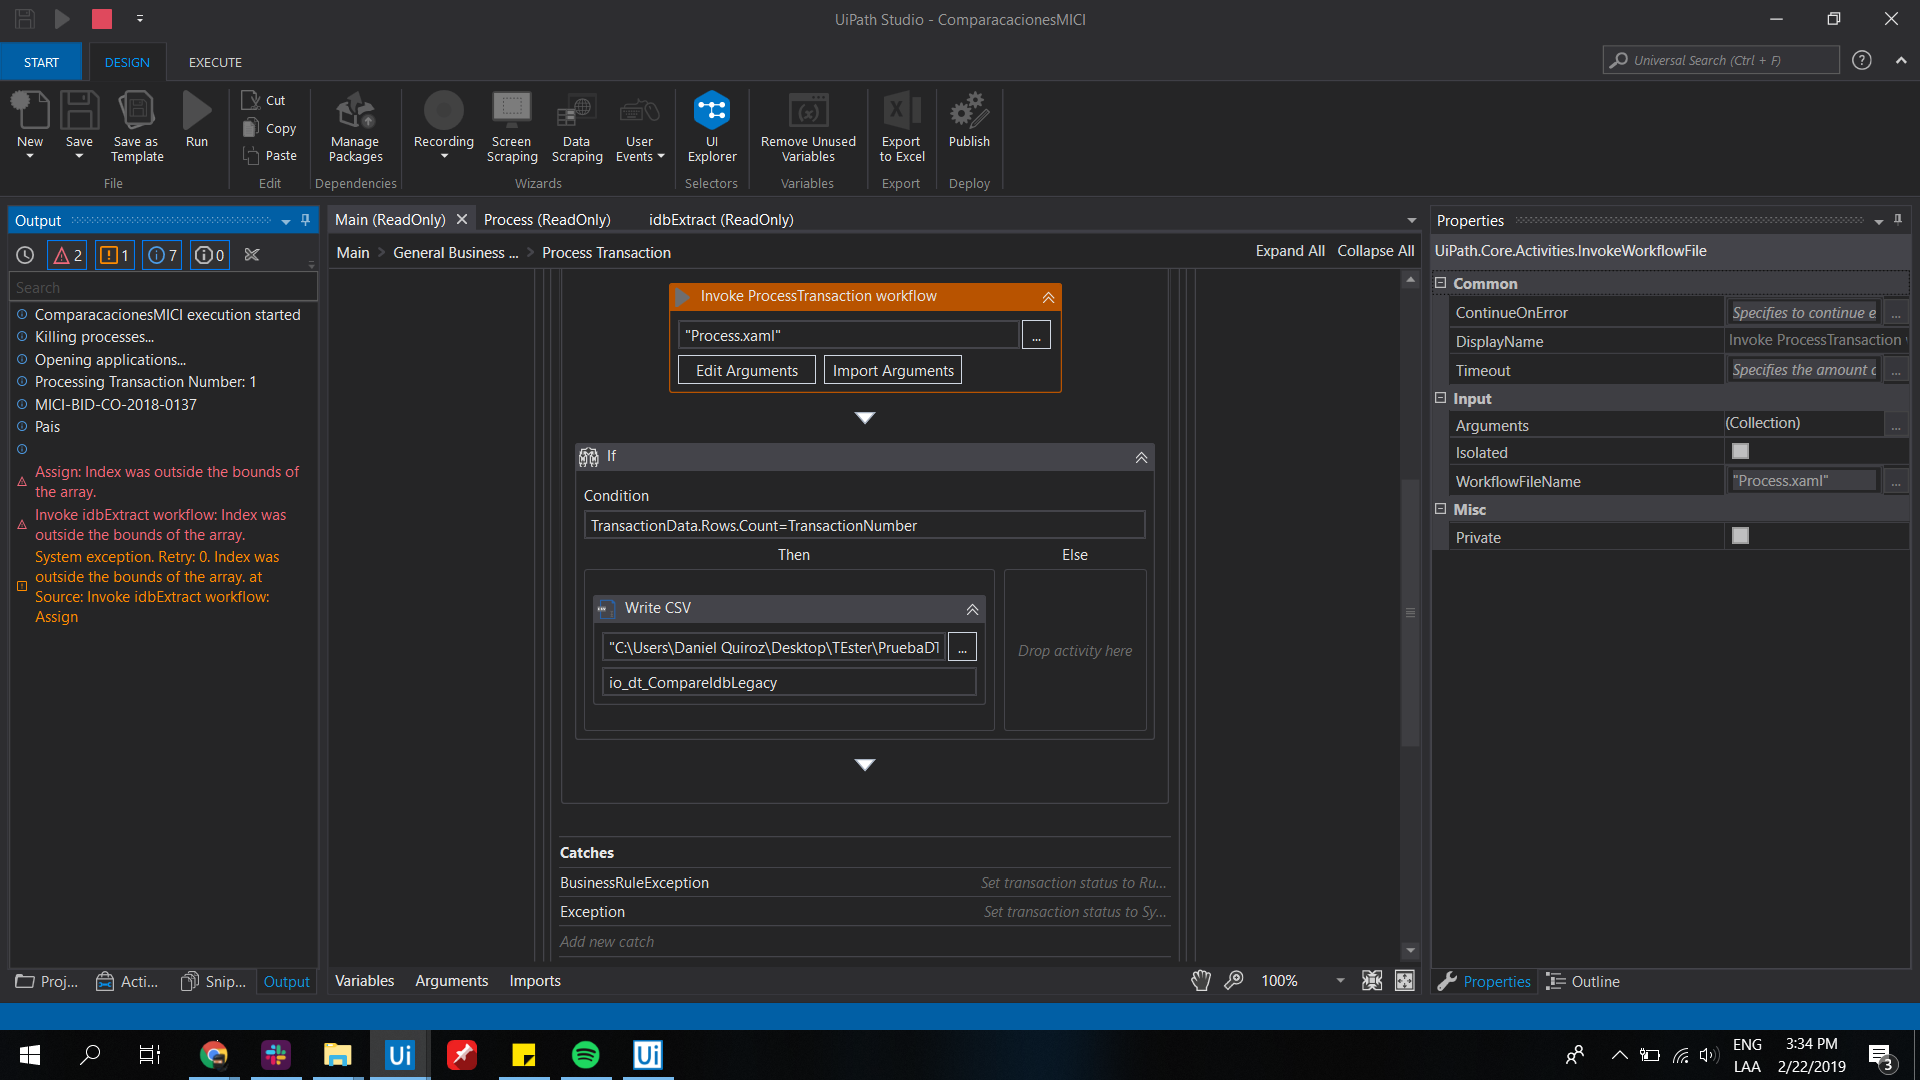 UiPath Studio - ComparacacionesMICI
START
DESIGN
EXECUTE
Universal Search (Ctrl + F)
New
Save
Save as Template
Run
Cut
Copy
Paste
Manage Packages
Recording
Screen Scraping
Data Scraping
User Events
UI Explorer
Remove Unused Variables
Export to Excel
Publish
File
Edit
Dependencies
Wizards
Selectors
Variables
Export
Deploy
Output
2
1
7
0
Search
ComparacacionesMICI execution started
Killing processes...
Opening applications...
Processing Transaction Number: 1
MICI-BID-CO-2018-0137
Pais
Assign: Index was outside the bounds of
the array.
Invoke idbExtract workflow: Index was
outside the bounds of the array.
System exception. Retry: 0. Index was
outside the bounds of the array. at
Source: Invoke idbExtract workflow:
Assign
Proj...
Acti...
Snip...
Output
Main (ReadOnly)
Process (ReadOnly)
idbExtract (ReadOnly)
Main > General Business ... > Process Transaction
Expand All
Collapse All
Invoke ProcessTransaction workflow
"Process.xaml"
...
Edit Arguments
Import Arguments
If
Condition
TransactionData.Rows.Count=TransactionNumber
Then
Else
Write CSV
"C:\Users\Daniel Quiroz\Desktop\TEster\PruebaDT
...
io_dt_CompareIdbLegacy
Drop activity here
Catches
BusinessRuleException
Set transaction status to Ru...
Exception
Set transaction status to Sy...
Add new catch
Variables
Arguments
Imports
100%
Properties
UiPath.Core.Activities.InvokeWorkflowFile
Common
ContinueOnError
Specifies to continue e
...
DisplayName
Invoke ProcessTransaction
Timeout
Specifies the amount
...
Input
Arguments
(Collection)
...
Isolated
WorkflowFileName
"Process.xaml"
...
Misc
Private
Properties
Outline
Ui
Ui
ENG
LAA
3:34 PM
2/22/2019
3